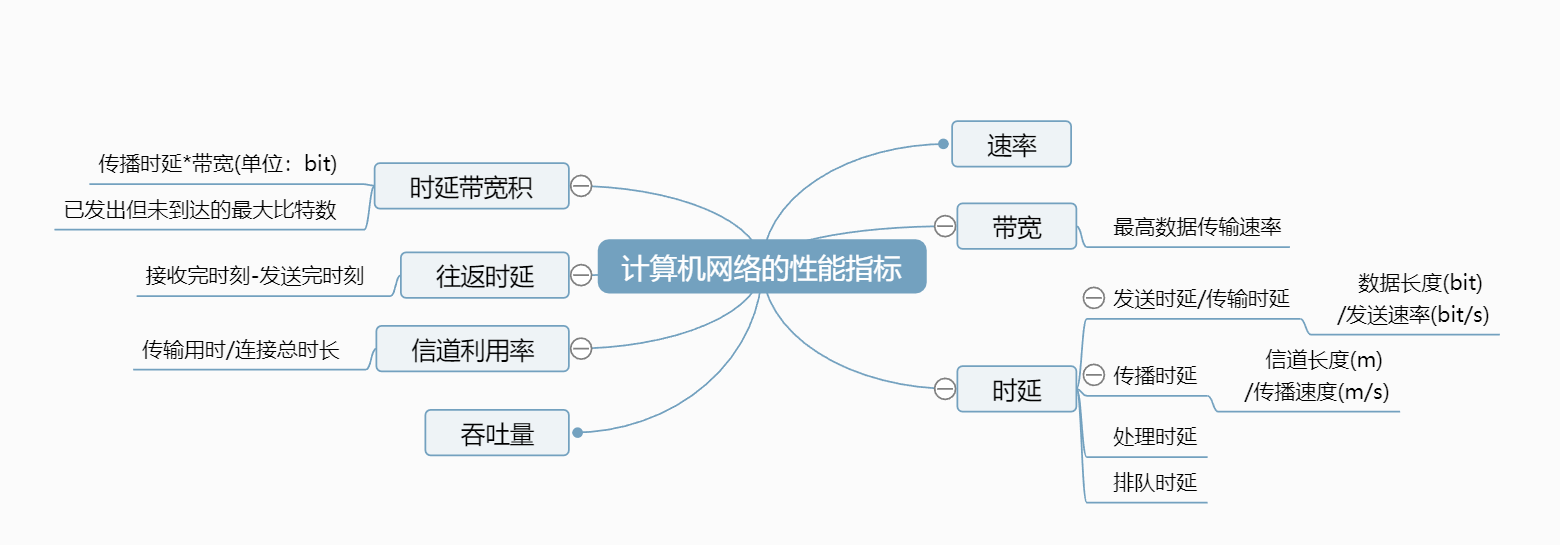 计算机网络的性能指标
速率
带宽
最高数据传输速率
时延
发送时延/传输时延
数据长度(bit)
/发送速率(bit/s)
传播时延
信道长度(m)
/传播速度(m/s)
处理时延
排队时延
时延带宽积
传播时延*带宽(单位：bit)
已发出但未到达的最大比特数
往返时延
接收完时刻-发送完时刻
信道利用率
传输用时/连接总时长
吞吐量